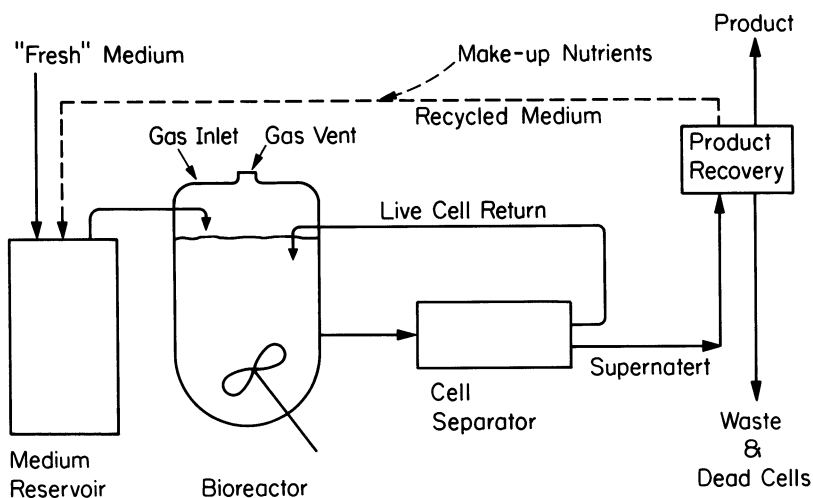 Product
"Fresh" Medium
Make-up Nutrients
Recycled Medium
Gas Inlet
Gas Vent
Product
Recovery
Live Cell Return
Supernatert
Cell
Separator
Waste
&
Dead Cells
Medium
Reservoir
Bioreactor